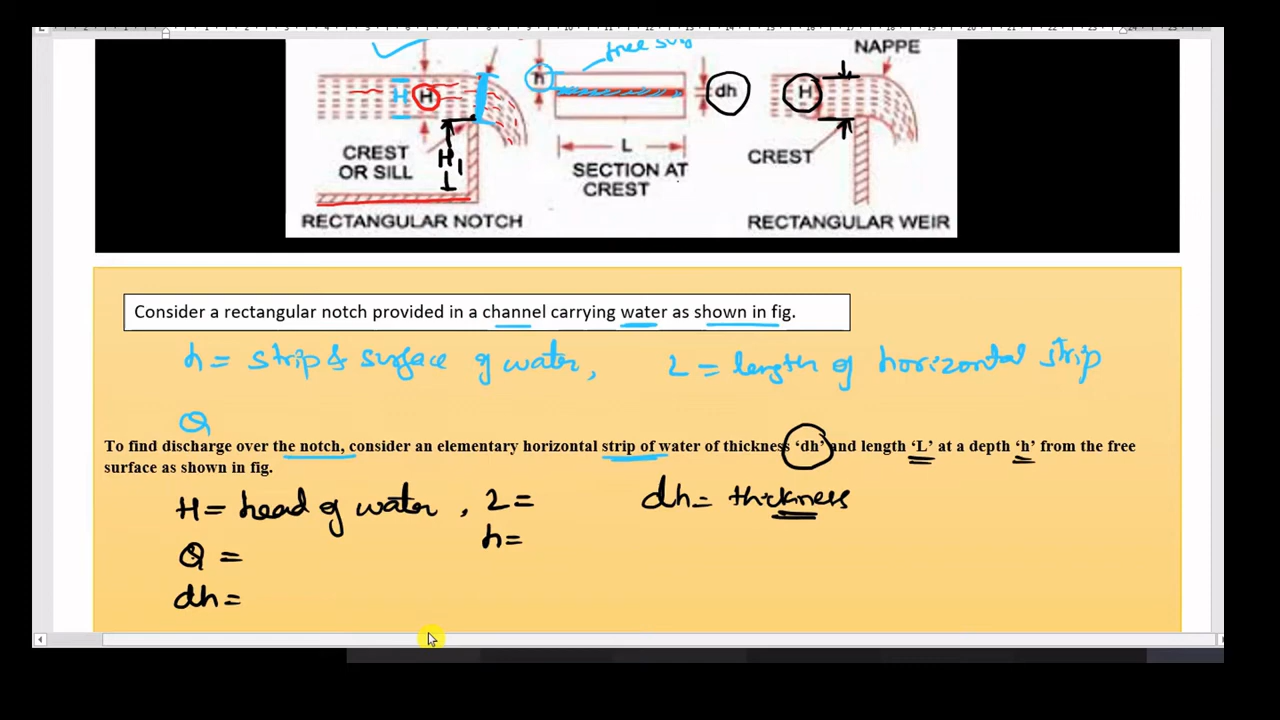 free
NAPPE
h
dh
H
H H
L
CREST
OR SILL
H1
SECTION AT
CREST
CREST
RECTANGULAR NOTCH
RECTANGULAR WEIR
Consider a rectangular notch provided in a channel carrying water as shown in fig.
h = strip & surface of water, L = length of horizontal strip
Q
To find discharge over the notch, consider an elementary horizontal strip of water of thickness ‘dh’ and length ‘L’ at a depth ‘h’ from the free
surface as shown in fig.
H = head of water , L = dh = thickness
h =
Q =
dh =